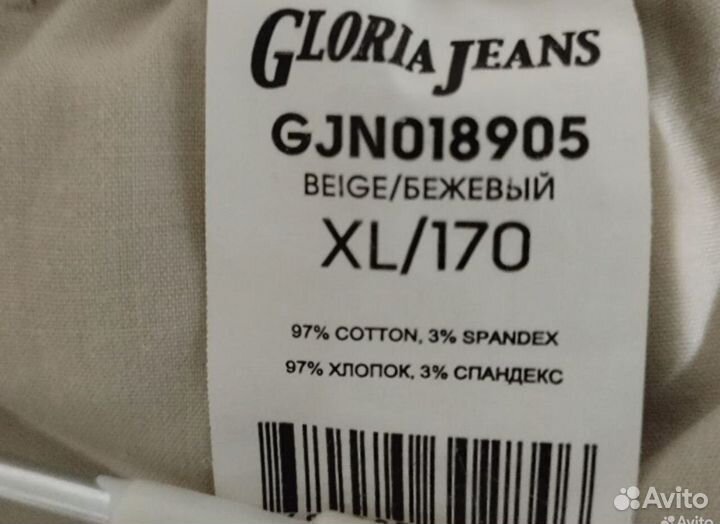 GLORIA JEANS
GJN018905
BEIGE/БЕЖЕВЫЙ
XL/170
97% COTTON, 3% SPANDEX
97% ХЛОПОК, 3% СПАНДЕКС
Avito